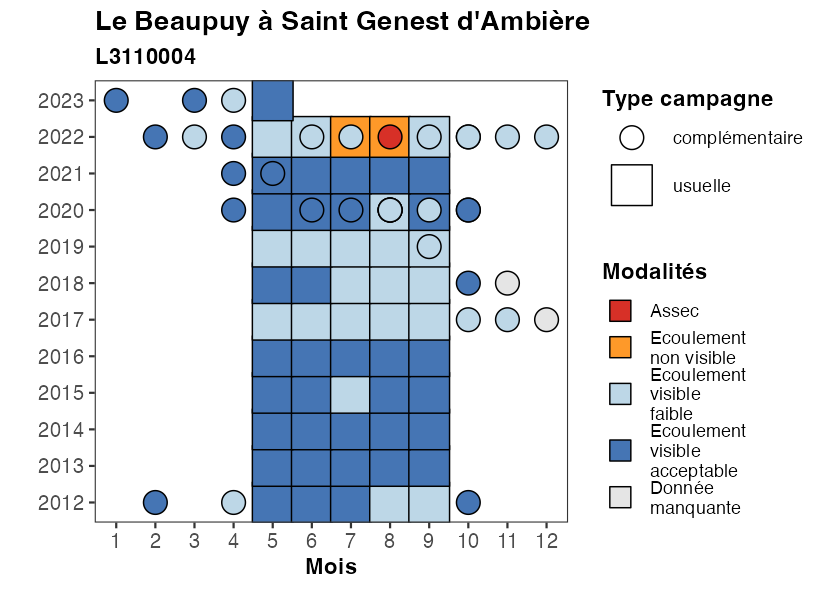 Le Beaupuy à Saint Genest d'Ambière
L3110004
2023
2022
2021
2020
2019
2018
2017
2016
2015
2014
2013
2012
1 2 3 4 5 6 7 8 9 10 11 12
Mois
Type campagne
complémentaire
usuelle
Modalités
Assec
Ecoulement
non visible
Ecoulement
visible
faible
Ecoulement
visible
acceptable
Donnée
manquante